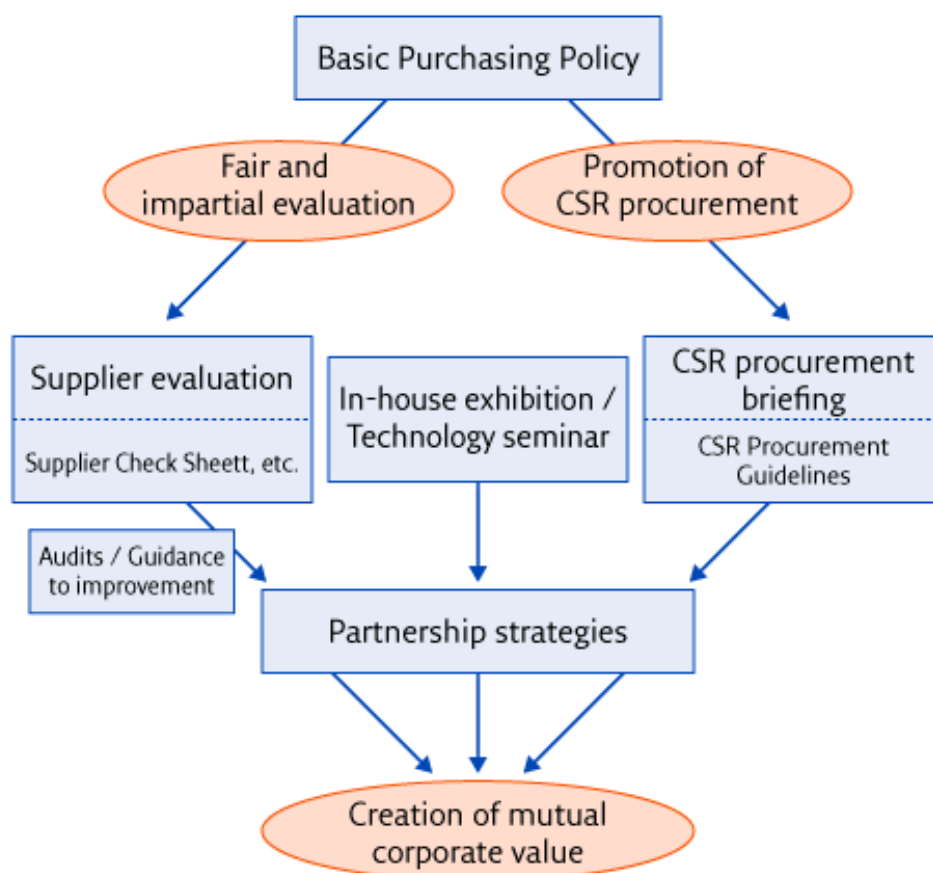 Basic Purchasing Policy
Fair and
impartial evaluation
Promotion of
CSR procurement
Supplier evaluation
Supplier Check Sheett, etc.
In-house exhibition /
Technology seminar
CSR procurement
briefing
CSR Procurement
Guidelines
Audits / Guidance
to improvement
Partnership strategies
Creation of mutual
corporate value